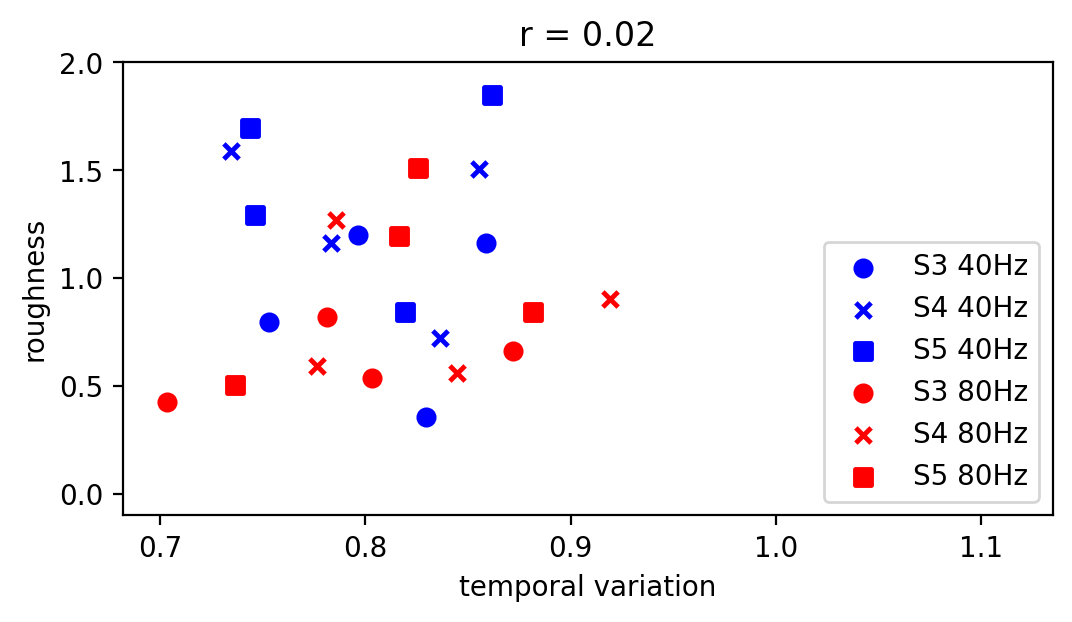 r = 0.02
2.0
1.5
1.0
0.5
0.0
roughness
0.7 0.8 0.9 1.0 1.1
temporal variation
S3 40Hz
S4 40Hz
S5 40Hz
S3 80Hz
S4 80Hz
S5 80Hz